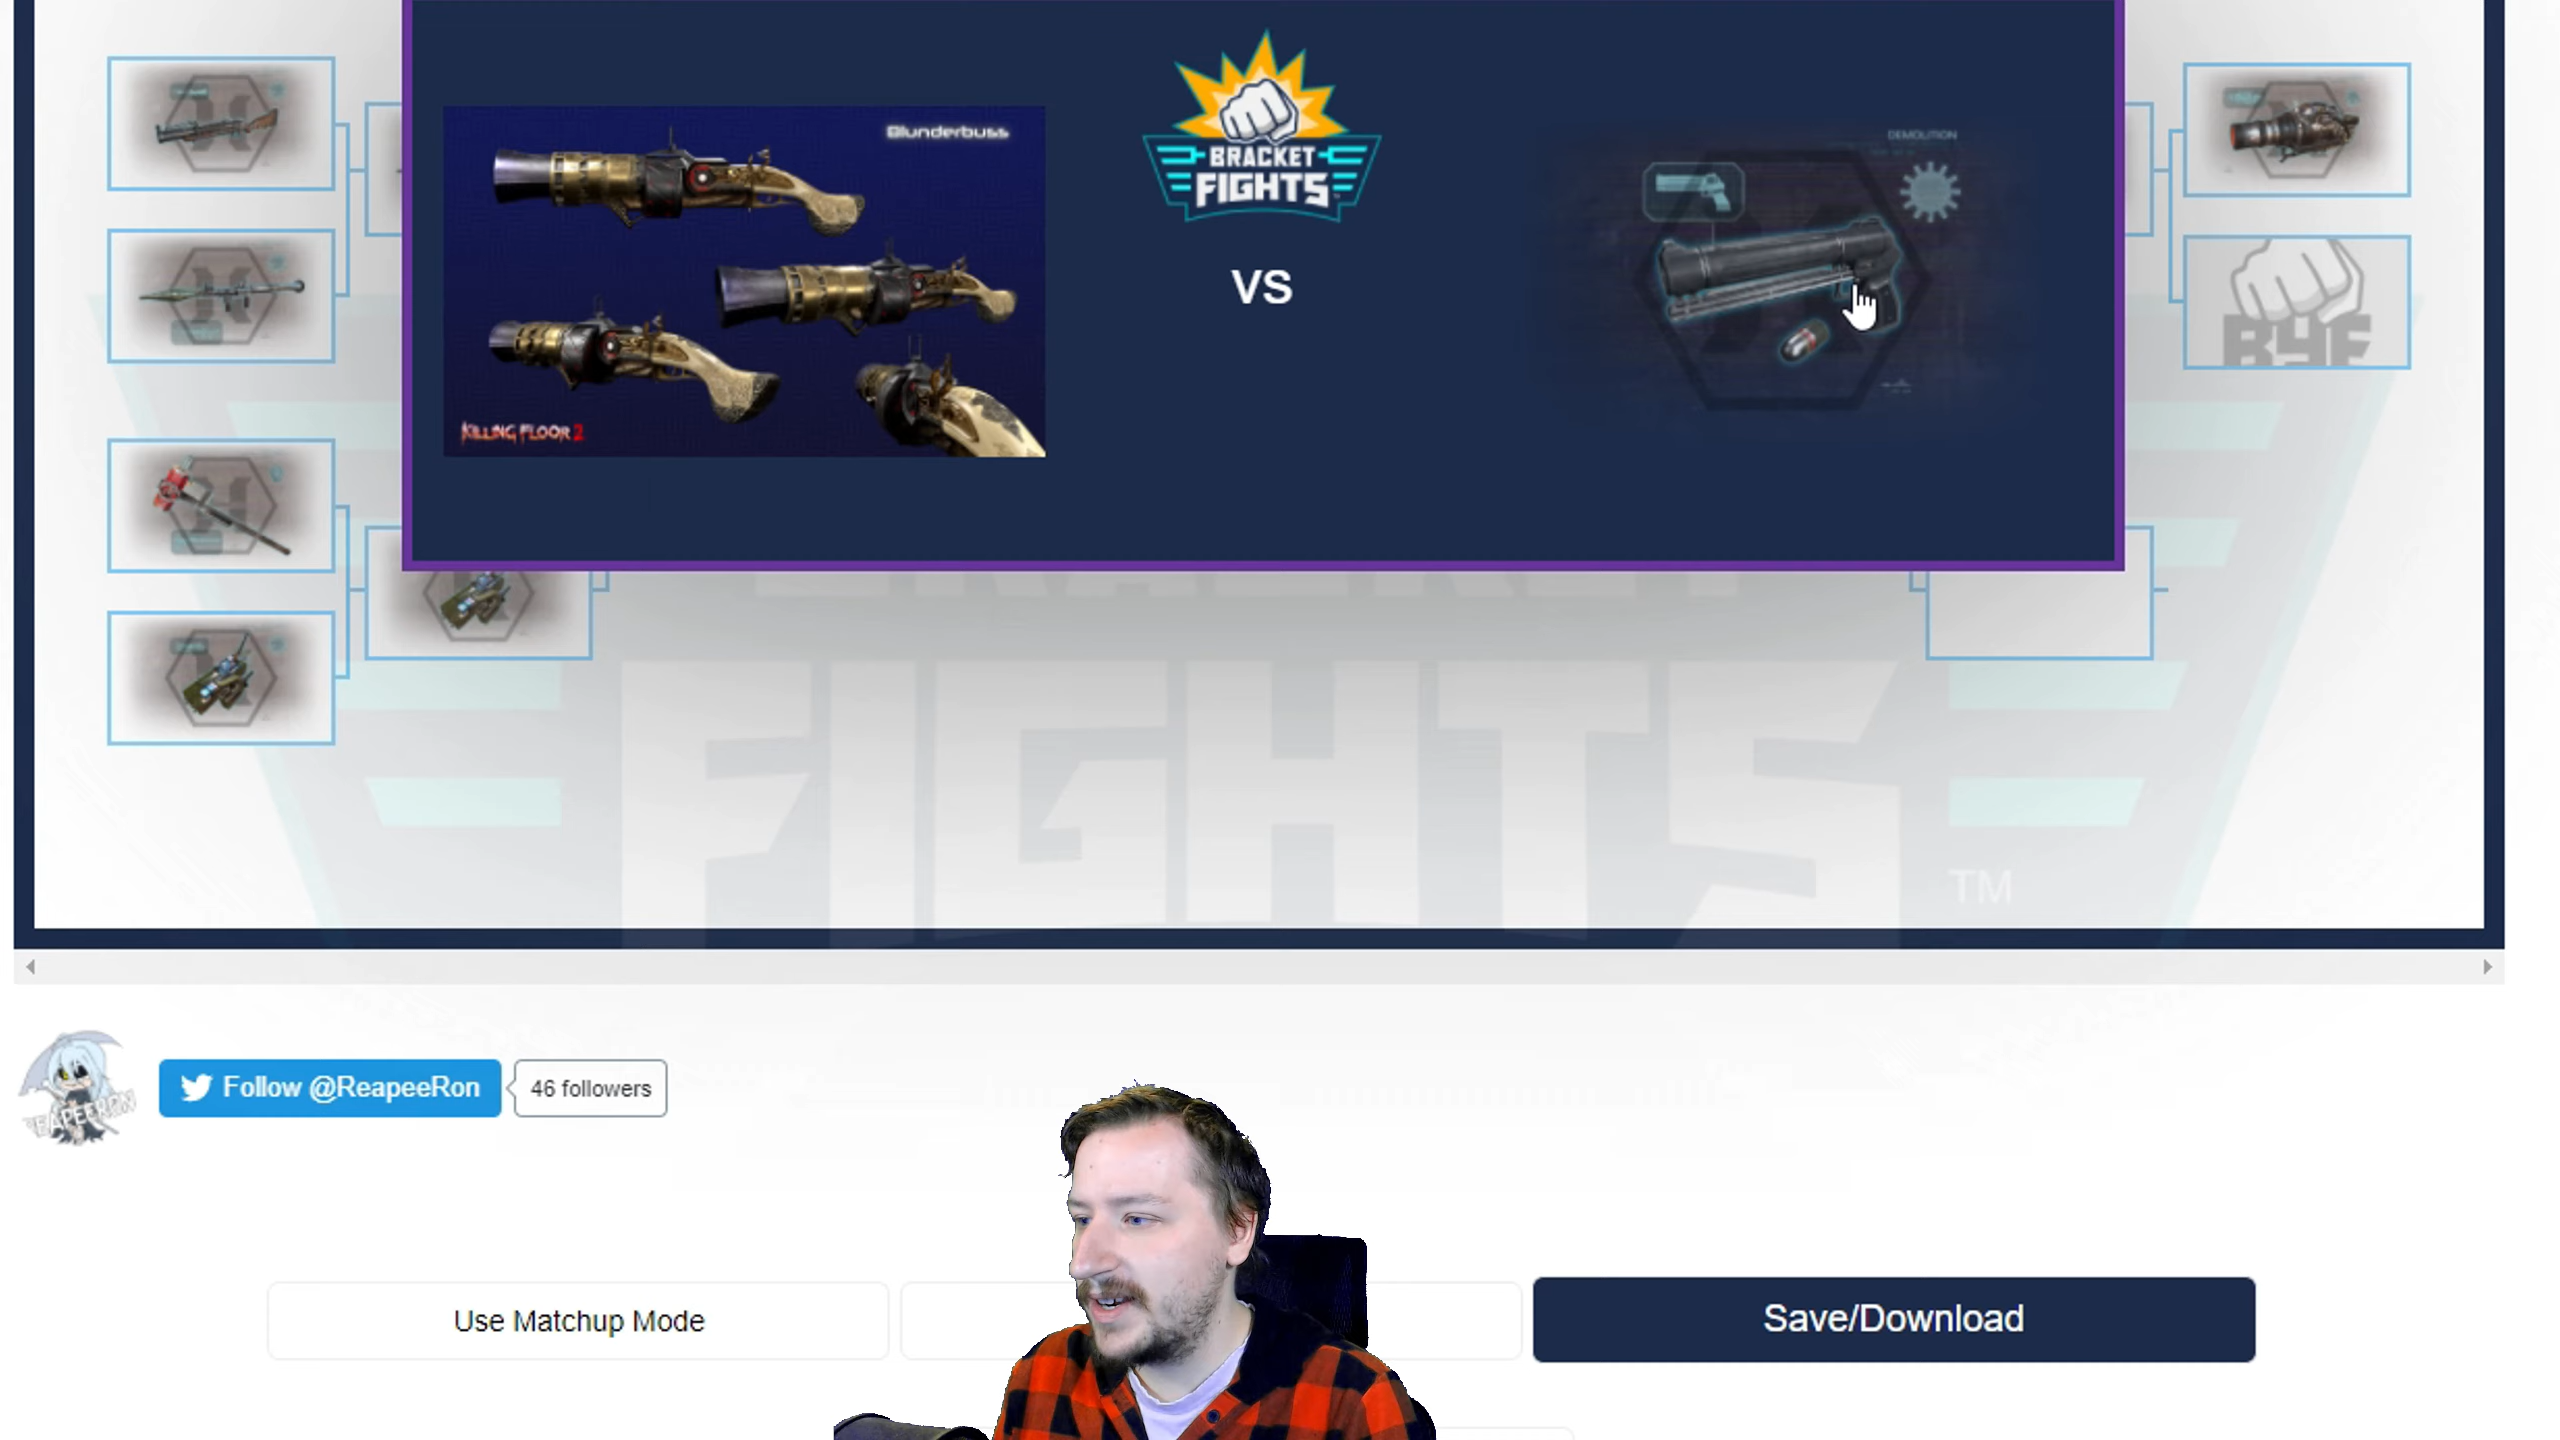 Blunderbuss
KILLING FLOOR 2
BRACKET
FIGHTS
VS
DEMOLITION
BYE
FIGHTS
TM
Follow @ReapeeRon
46 followers
REAPEERON
Use Matchup Mode
Save/Download